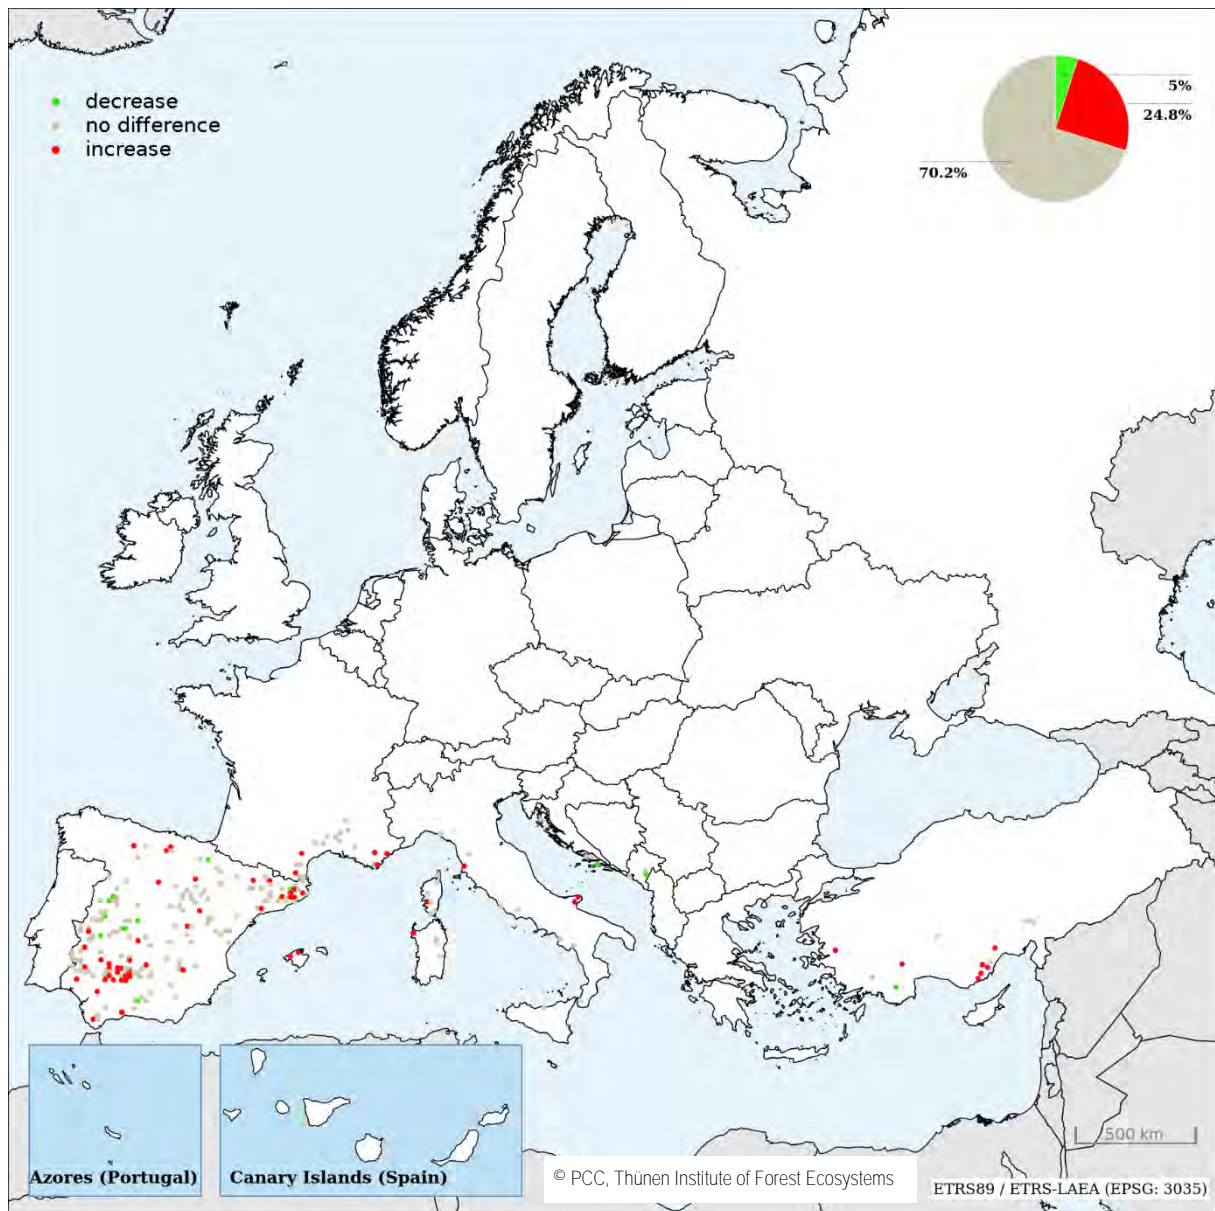 decrease
no difference
increase
5%
24.8%
70.2%
500 km
Azores (Portugal)
Canary Islands (Spain)
© PCC, Thünen Institute of Forest Ecosystems
ETRS89 / ETRS-LAEA (EPSG: 3035)